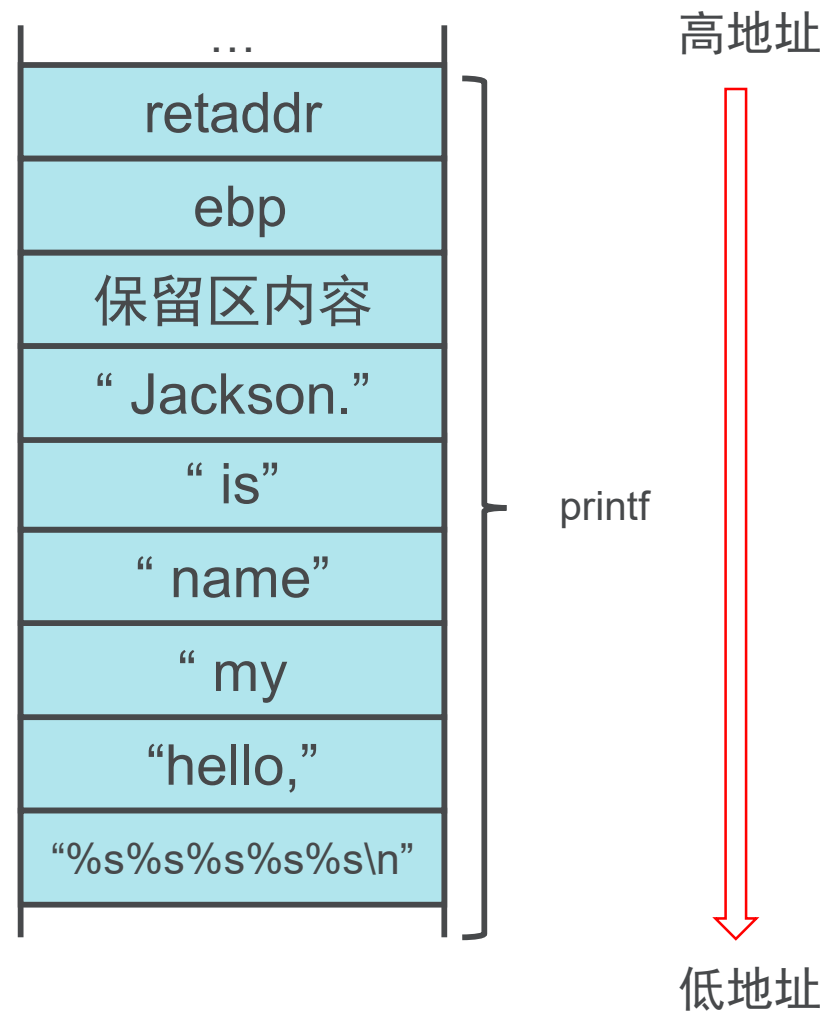 …
高地址
retaddr
ebp
保留区内容
“ Jackson.”
“ is”
printf
“ name”
“ my
“hello,”
“%s%s%s%s%s\n”
低地址